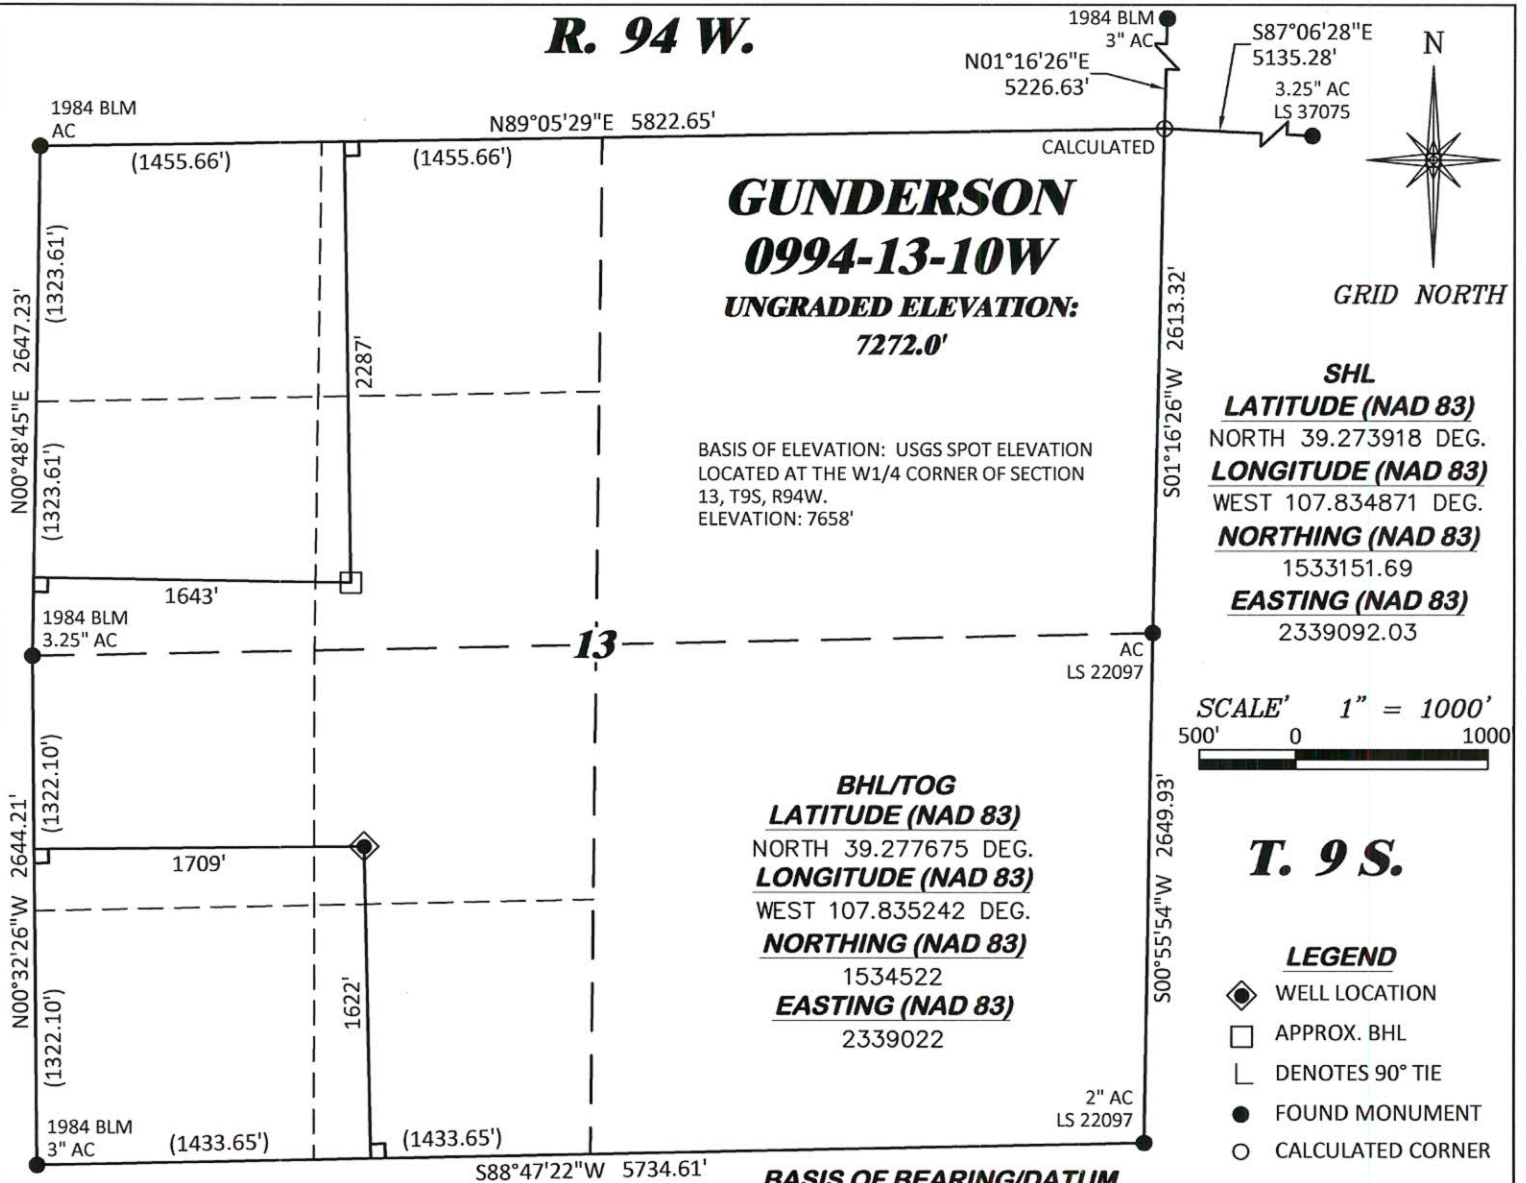 R. 94 W.
1984 BLM
3" AC
S87°06'28"E
5135.28'
N01°16'26"E
5226.63'
3.25" AC
LS 37075
N
GRID NORTH
1984 BLM
AC
N89°05'29"E 5822.65'
CALCULATED
(1455.66')
(1455.66')
GUNDERSON
0994-13-10W
UNGRADED ELEVATION:
7272.0'
BASIS OF ELEVATION: USGS SPOT ELEVATION
LOCATED AT THE W1/4 CORNER OF SECTION
13, T9S, R94W.
ELEVATION: 7658'
N00°48'45"E 2647.23'
(1323.61')
(1323.61')
2287'
1643'
S01°16'26"W 2613.32'
SHL
LATITUDE (NAD 83)
NORTH 39.273918 DEG.
LONGITUDE (NAD 83)
WEST 107.834871 DEG.
NORTHING (NAD 83)
1533151.69
EASTING (NAD 83)
2339092.03
1984 BLM
3.25" AC
13
AC
LS 22097
SCALE' 1" = 1000'
500' 0 1000'
N00°32'26"W 2644.21'
(1322.10')
(1322.10')
1709'
1622'
BHL/TOG
LATITUDE (NAD 83)
NORTH 39.277675 DEG.
LONGITUDE (NAD 83)
WEST 107.835242 DEG.
NORTHING (NAD 83)
1534522
EASTING (NAD 83)
2339022
S00°55'54"W 2649.93'
T. 9 S.
LEGEND
WELL LOCATION
APPROX. BHL
DENOTES 90° TIE
FOUND MONUMENT
CALCULATED CORNER
1984 BLM
3" AC
(1433.65')
(1433.65')
2" AC
LS 22097
S88°47'22"W 5734.61'
BASIS OF BEARING/DATUM